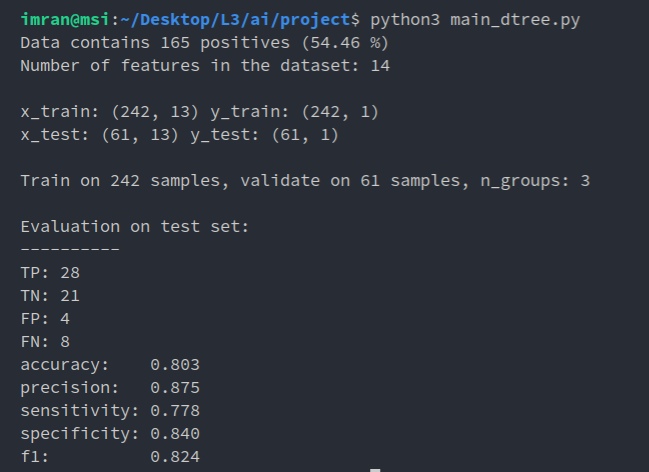 imran@msi:~/Desktop/L3/ai/project$ python3 main_dtree.py
Data contains 165 positives (54.46 %)
Number of features in the dataset: 14
x_train: (242, 13) y_train: (242, 1)
x_test: (61, 13) y_test: (61, 1)
Train on 242 samples, validate on 61 samples, n_groups: 3
Evaluation on test set:
----------
TP: 28
TN: 21
FP: 4
FN: 8
accuracy:    0.803
precision:   0.875
sensitivity: 0.778
specificity: 0.840
f1:          0.824